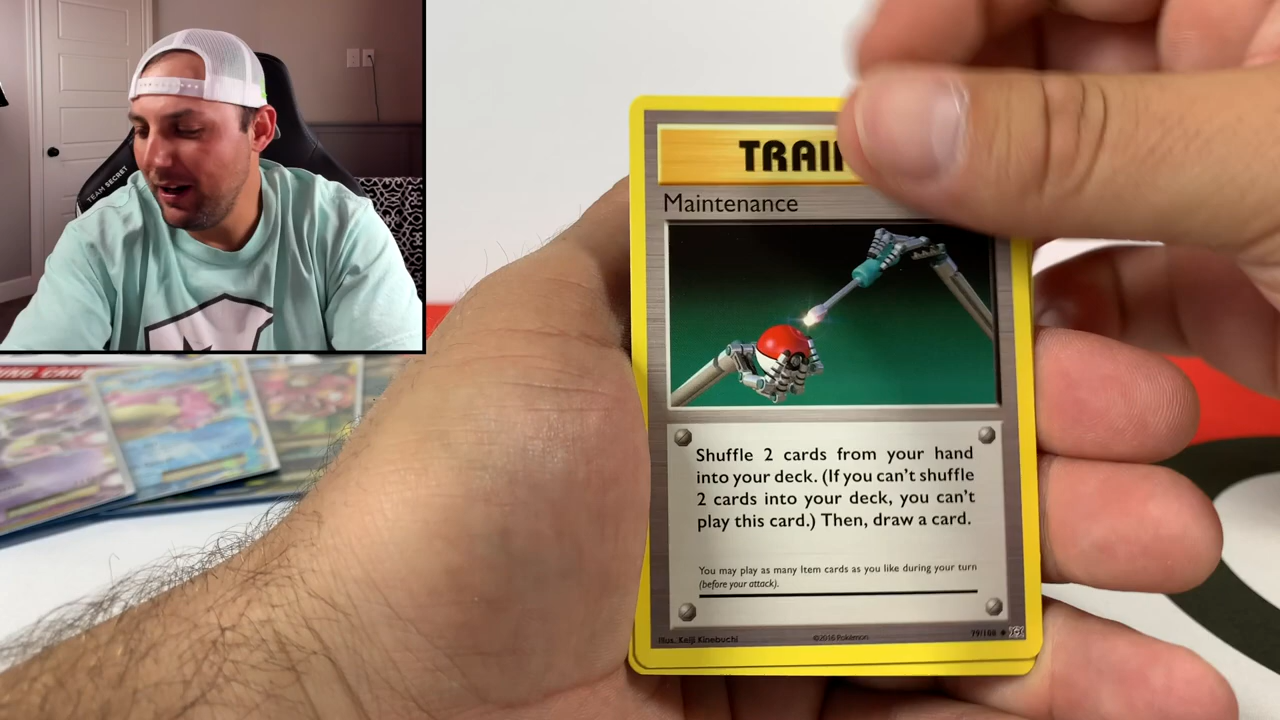 TEAM SECRET
TRAI
Maintenance
Shuffle 2 cards from your hand
into your deck. (If you can't shuffle
2 cards into your deck, you can't
play this card.) Then, draw a card.
You may play as many Item cards as you like during your turn
(before your attack).
Illus. Keiji Kinebuchi
©2016 Pokémon
79/108